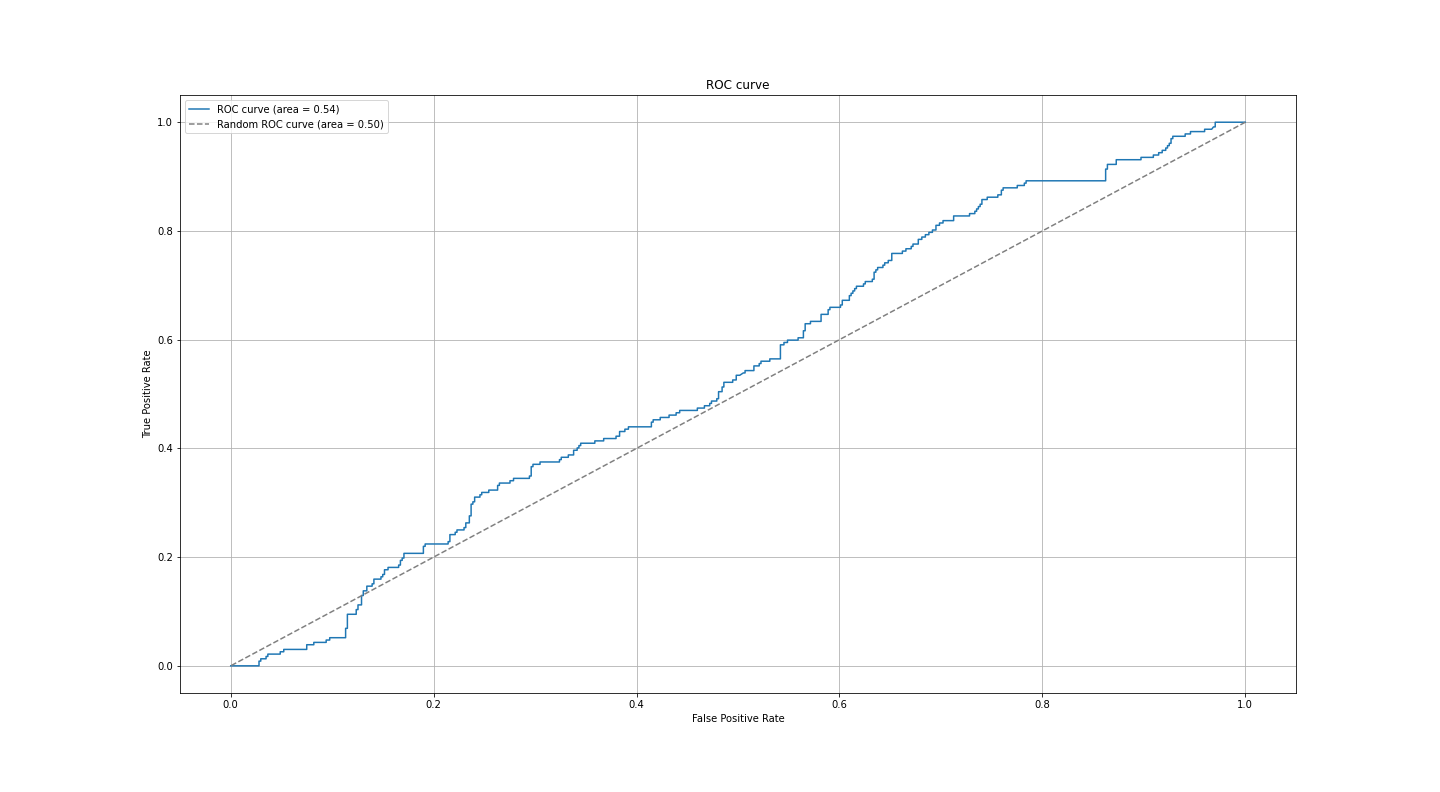 ROC curve
ROC curve (area = 0.54)
Random ROC curve (area = 0.50)
1.0
0.8
0.6
0.4
0.2
0.0
True Positive Rate
0.0 0.2 0.4 0.6 0.8 1.0
False Positive Rate